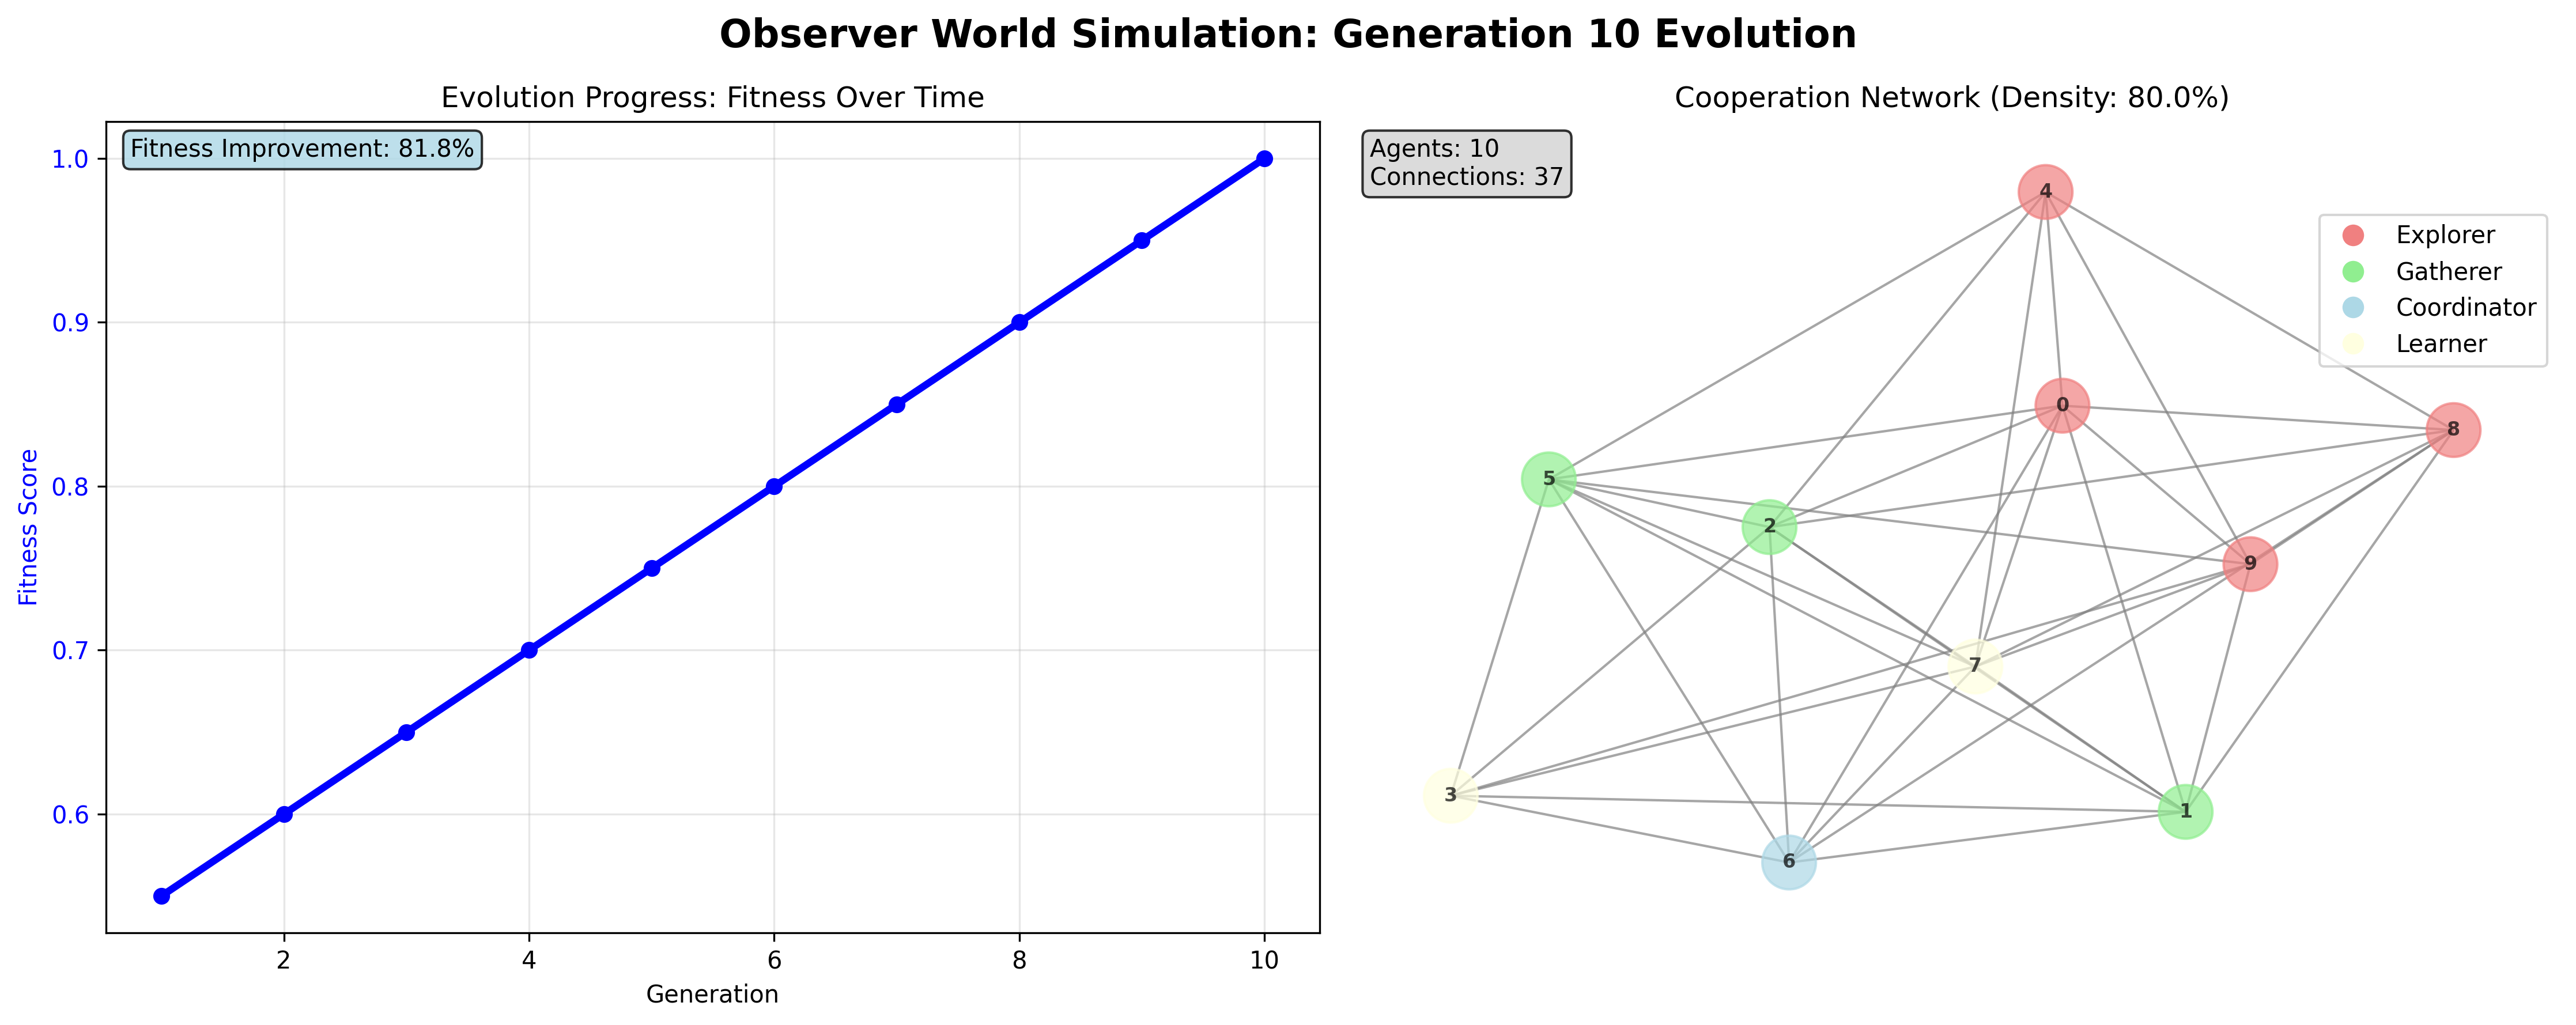 Observer World Simulation: Generation 10 Evolution
Evolution Progress: Fitness Over Time
Fitness Improvement: 81.8%
1.0
0.9
0.8
0.7
0.6
Fitness Score
2 4 6 8 10
Generation
Cooperation Network (Density: 80.0%)
Agents: 10
Connections: 37
Explorer
Gatherer
Coordinator
Learner
4
0
8
5
2
9
7
3
1
6